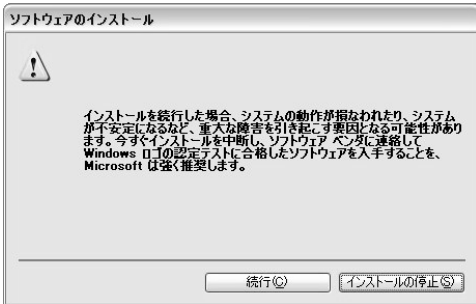 ソフトウェアのインストール
インストールを続行した場合、システムの動作が損なわれたり、システム
が不安定になるなど、重大な障害を引き起こす要因となる可能性があり
ます。今すぐインストールを中断し、ソフトウェア ベンダに連絡して
Windows ロゴの認定テストに合格したソフトウェアを入手することを、
Microsoft は強く推奨します。
続行(C)
インストールの停止(S)